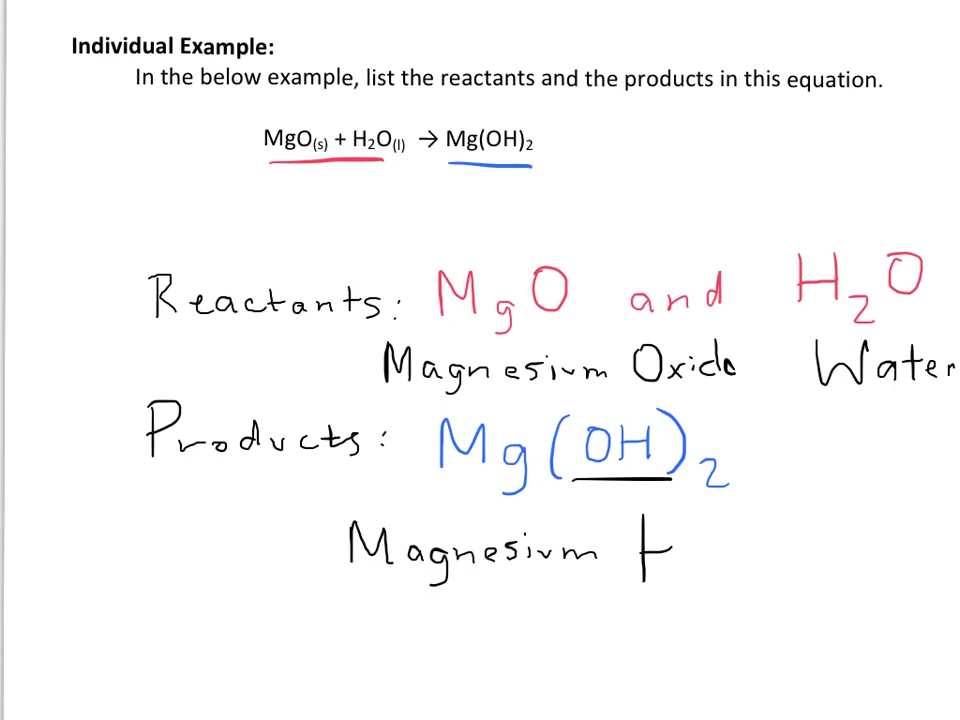 Individual Example:
In the below example, list the reactants and the products in this equation.
MgO(s) + H₂O(l) → Mg(OH)₂
Reactants: MgO and H₂O
Magnesium Oxide Water
Products: Mg(OH)₂
Magnesium